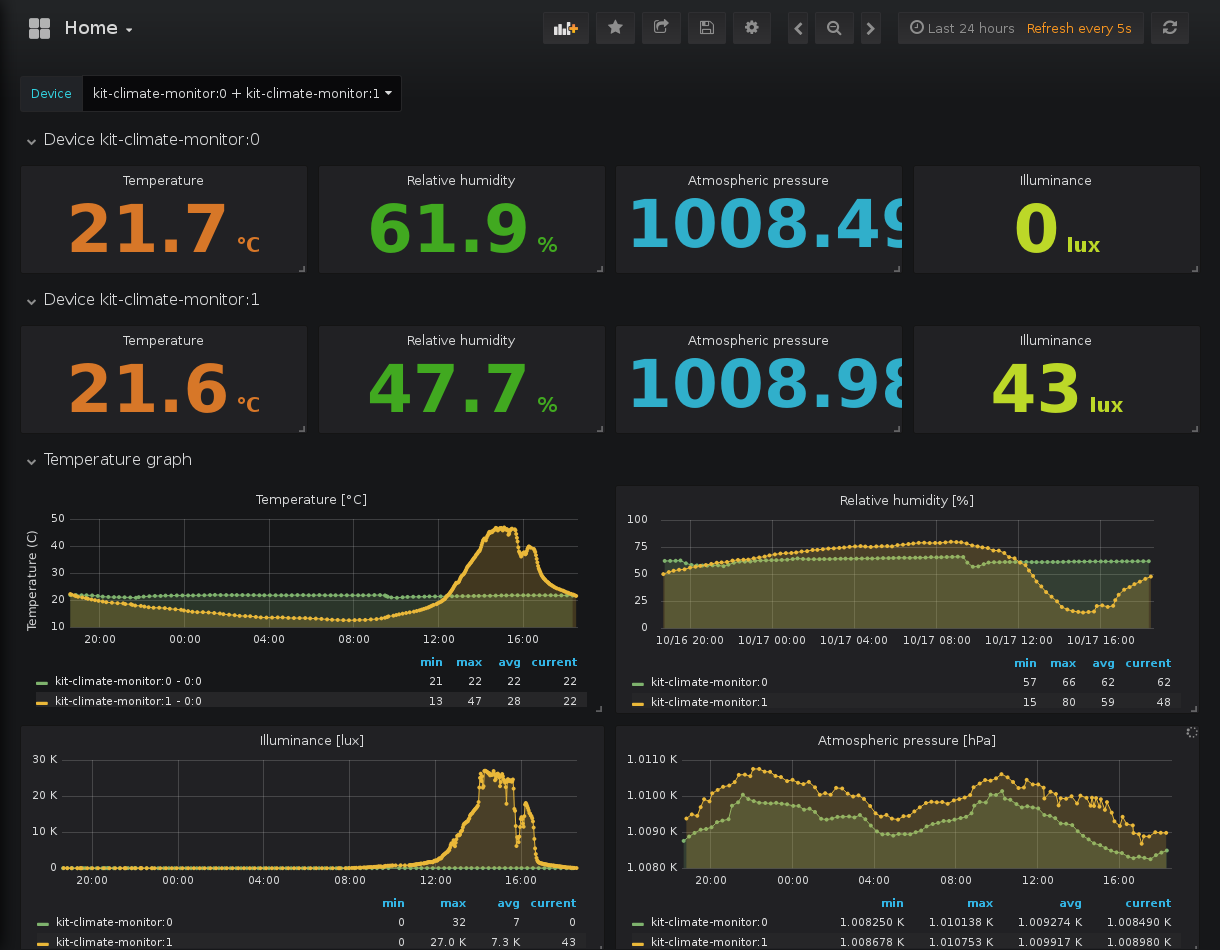 Home
Last 24 hours Refresh every 5s
Device kit-climate-monitor:0 + kit-climate-monitor:1
Device kit-climate-monitor:0
Temperature Relative humidity Atmospheric pressure Illuminance
21.7 °C 61.9 % 1008.49 0 lux
Device kit-climate-monitor:1
Temperature Relative humidity Atmospheric pressure Illuminance
21.6 °C 47.7 % 1008.98 43 lux
Temperature graph
Temperature [°C]
Temperature (C)
50
40
30
20
10
20:00 00:00 04:00 08:00 12:00 16:00
min max avg current
kit-climate-monitor:0 - 0:0 21 22 22 22
kit-climate-monitor:1 - 0:0 13 47 28 22
Relative humidity [%]
100
75
50
25
0
10/16 20:00 10/17 00:00 10/17 04:00 10/17 08:00 10/17 12:00 10/17 16:00
min max avg current
kit-climate-monitor:0 57 66 62 62
kit-climate-monitor:1 15 80 59 48
Illuminance [lux]
30 K
20 K
10 K
0
20:00 00:00 04:00 08:00 12:00 16:00
min max avg current
kit-climate-monitor:0 0 32 7 0
kit-climate-monitor:1 0 27.0 K 7.3 K 43
Atmospheric pressure [hPa]
1.0110 K
1.0100 K
1.0090 K
1.0080 K
20:00 00:00 04:00 08:00 12:00 16:00
min max avg current
kit-climate-monitor:0 1.008250 K 1.010138 K 1.009274 K 1.008490 K
kit-climate-monitor:1 1.008678 K 1.010753 K 1.009917 K 1.008980 K